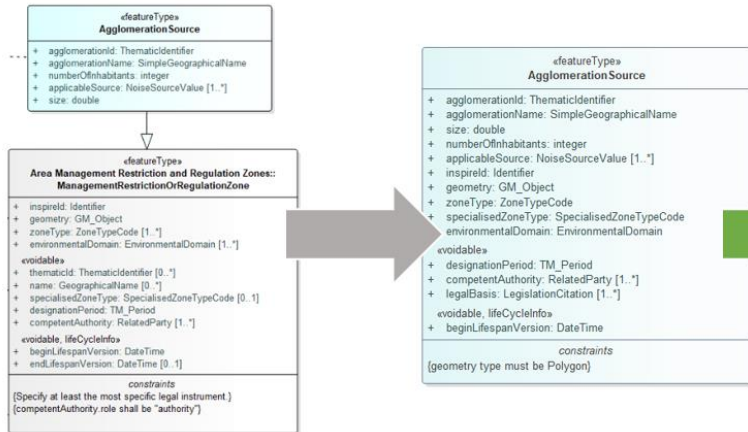 «featureType»
AgglomerationSource
+ agglomerationId: ThematicIdentifier
+ agglomerationName: SimpleGeographicalName
+ numberOfInhabitants: integer
+ applicableSource: NoiseSourceValue [1..*]
+ size: double
«featureType»
Area Management Restriction and Regulation Zones::
ManagementRestrictionOrRegulationZone
+ inspireId: Identifier
+ geometry: GM_Object
+ zoneType: ZoneTypeCode [1..*]
+ environmentalDomain: EnvironmentalDomain [1..*]
«voidable»
+ thematicId: ThematicIdentifier [0..*]
+ name: GeographicalName [0..*]
+ specialisedZoneType: SpecialisedZoneTypeCode [0..1]
+ designationPeriod: TM_Period
+ competentAuthority: RelatedParty [1..*]
«voidable, lifeCycleInfo»
+ beginLifespanVersion: DateTime
+ endLifespanVersion: DateTime [0..1]
constraints
{Specify at least the most specific legal instrument.}
{competentAuthority.role shall be "authority"}
«featureType»
AgglomerationSource
+ agglomerationId: ThematicIdentifier
+ agglomerationName: SimpleGeographicalName
+ size: double
+ numberOfInhabitants: integer
+ applicableSource: NoiseSourceValue [1..*]
+ inspireId: Identifier
+ geometry: GM_Object
+ zoneType: ZoneTypeCode
+ specialisedZoneType: SpecialisedZoneTypeCode
environmentalDomain: EnvironmentalDomain
«voidable»
+ designationPeriod: TM_Period
+ competentAuthority: RelatedParty [1..*]
+ legalBasis: LegislationCitation [1..*]
«voidable, lifeCycleInfo»
+ beginLifespanVersion: DateTime
constraints
{geometry type must be Polygon}